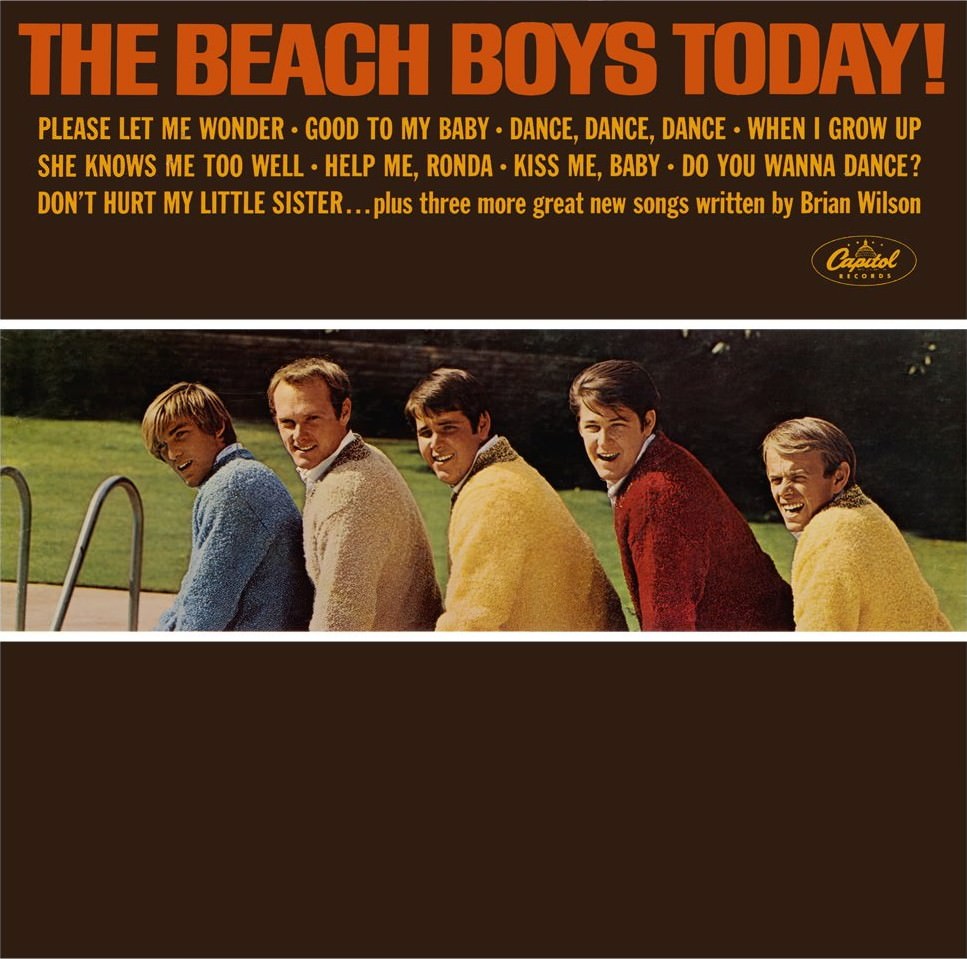 THE BEACH BOYS TODAY!
PLEASE LET ME WONDER • GOOD TO MY BABY • DANCE, DANCE, DANCE • WHEN I GROW UP
SHE KNOWS ME TOO WELL • HELP ME, RONDA • KISS ME, BABY • DO YOU WANNA DANCE?
DON'T HURT MY LITTLE SISTER...plus three more great new songs written by Brian Wilson
Capitol
RECORDS